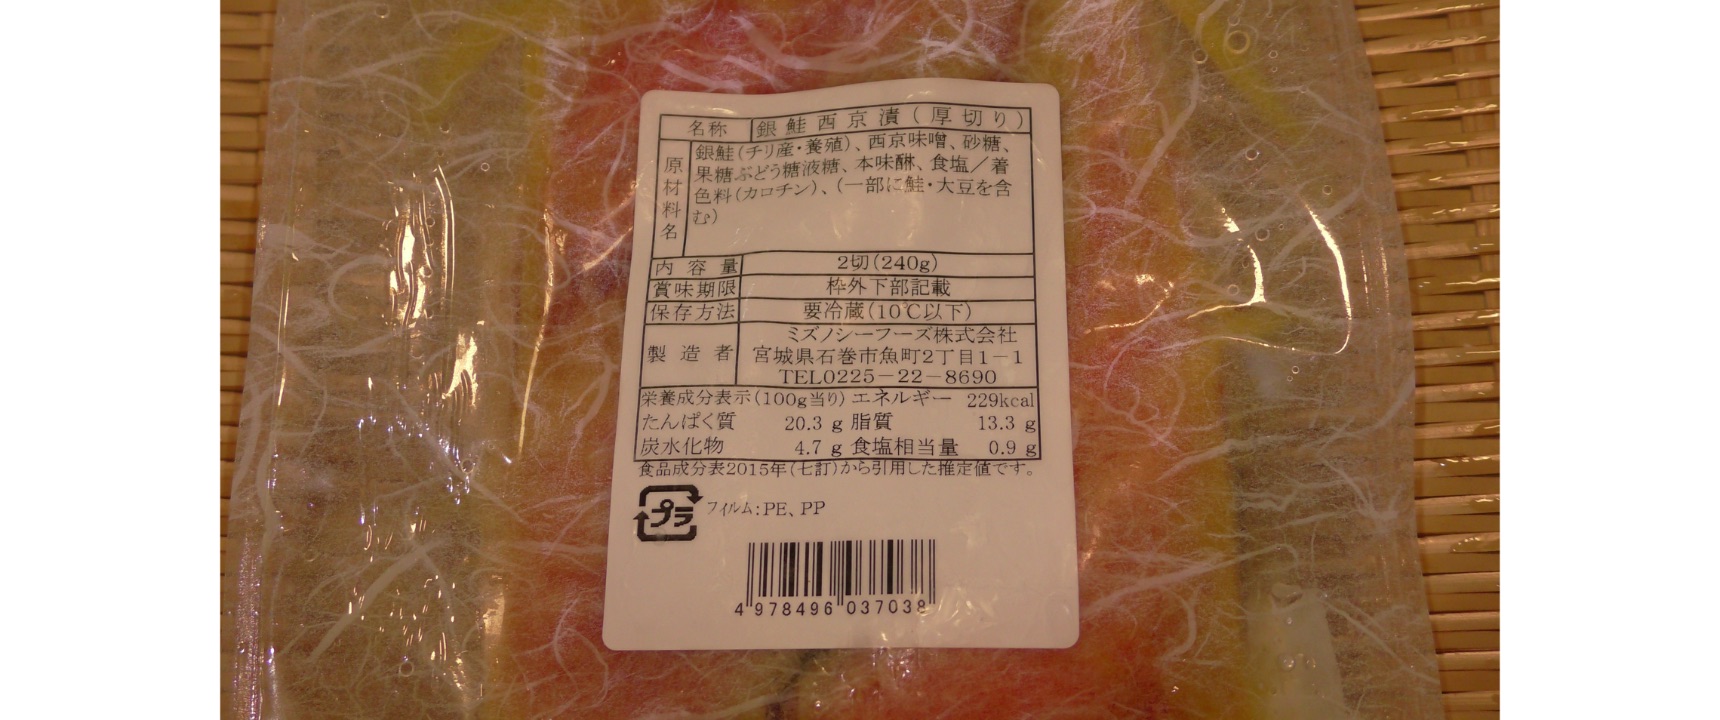 名称 銀鮭西京漬(厚切り)
原材料名 銀鮭(チリ産・養殖)、西京味噌、砂糖、
果糖ぶどう糖液糖、本味醂、食塩／着
色料(カロチン)、(一部に鮭・大豆を含
む)
内容量 2切(240g)
賞味期限 枠外下部記載
保存方法 要冷蔵(10℃以下)
製造者 ミズノシーフーズ株式会社
宮城県石巻市魚町2丁目1－1
TEL0225－22－8690
栄養成分表示(100g当り) エネルギー 229kcal
たんぱく質 20.3 g 脂質 13.3 g
炭水化物 4.7 g 食塩相当量 0.9 g
食品成分表2015年(七訂)から引用した推定値です。
プラ フィルム:PE、PP
4 978496 037038